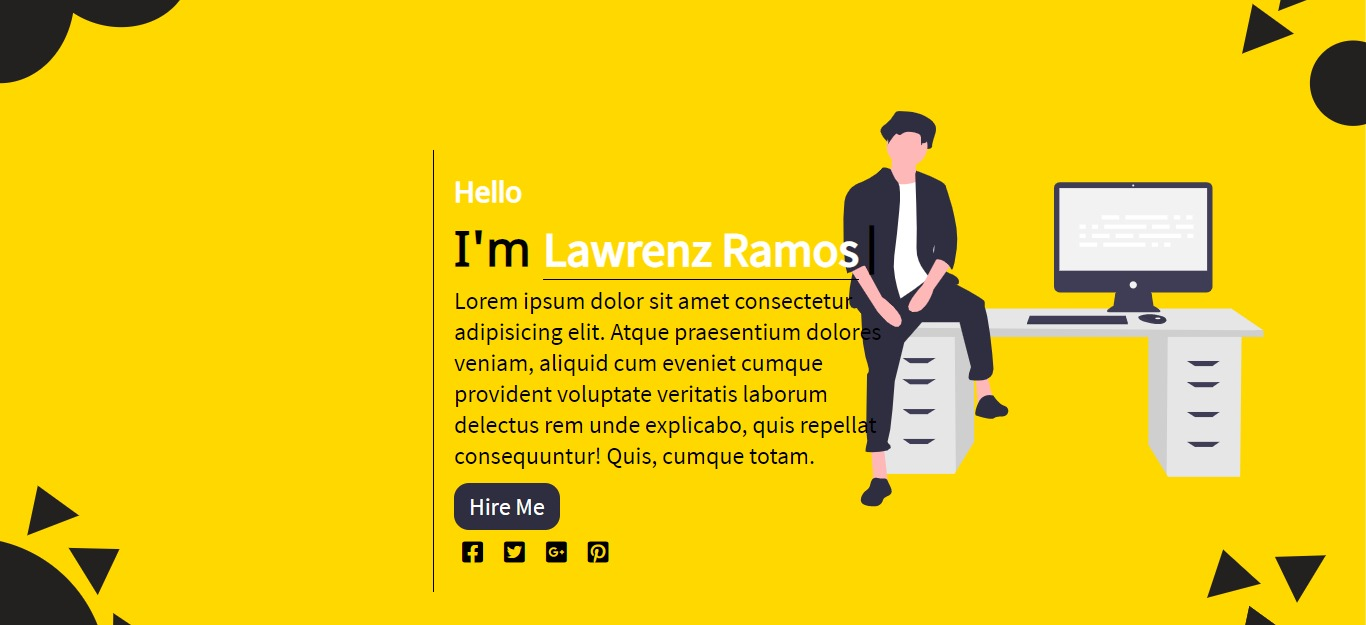 Hello
I'm Lawrenz Ramos|
Lorem ipsum dolor sit amet consectetur
adipisicing elit. Atque praesentium dolores
veniam, aliquid cum eveniet cumque
provident voluptate veritatis laborum
delectus rem unde explicabo, quis repellat
consequuntur! Quis, cumque totam.
Hire Me